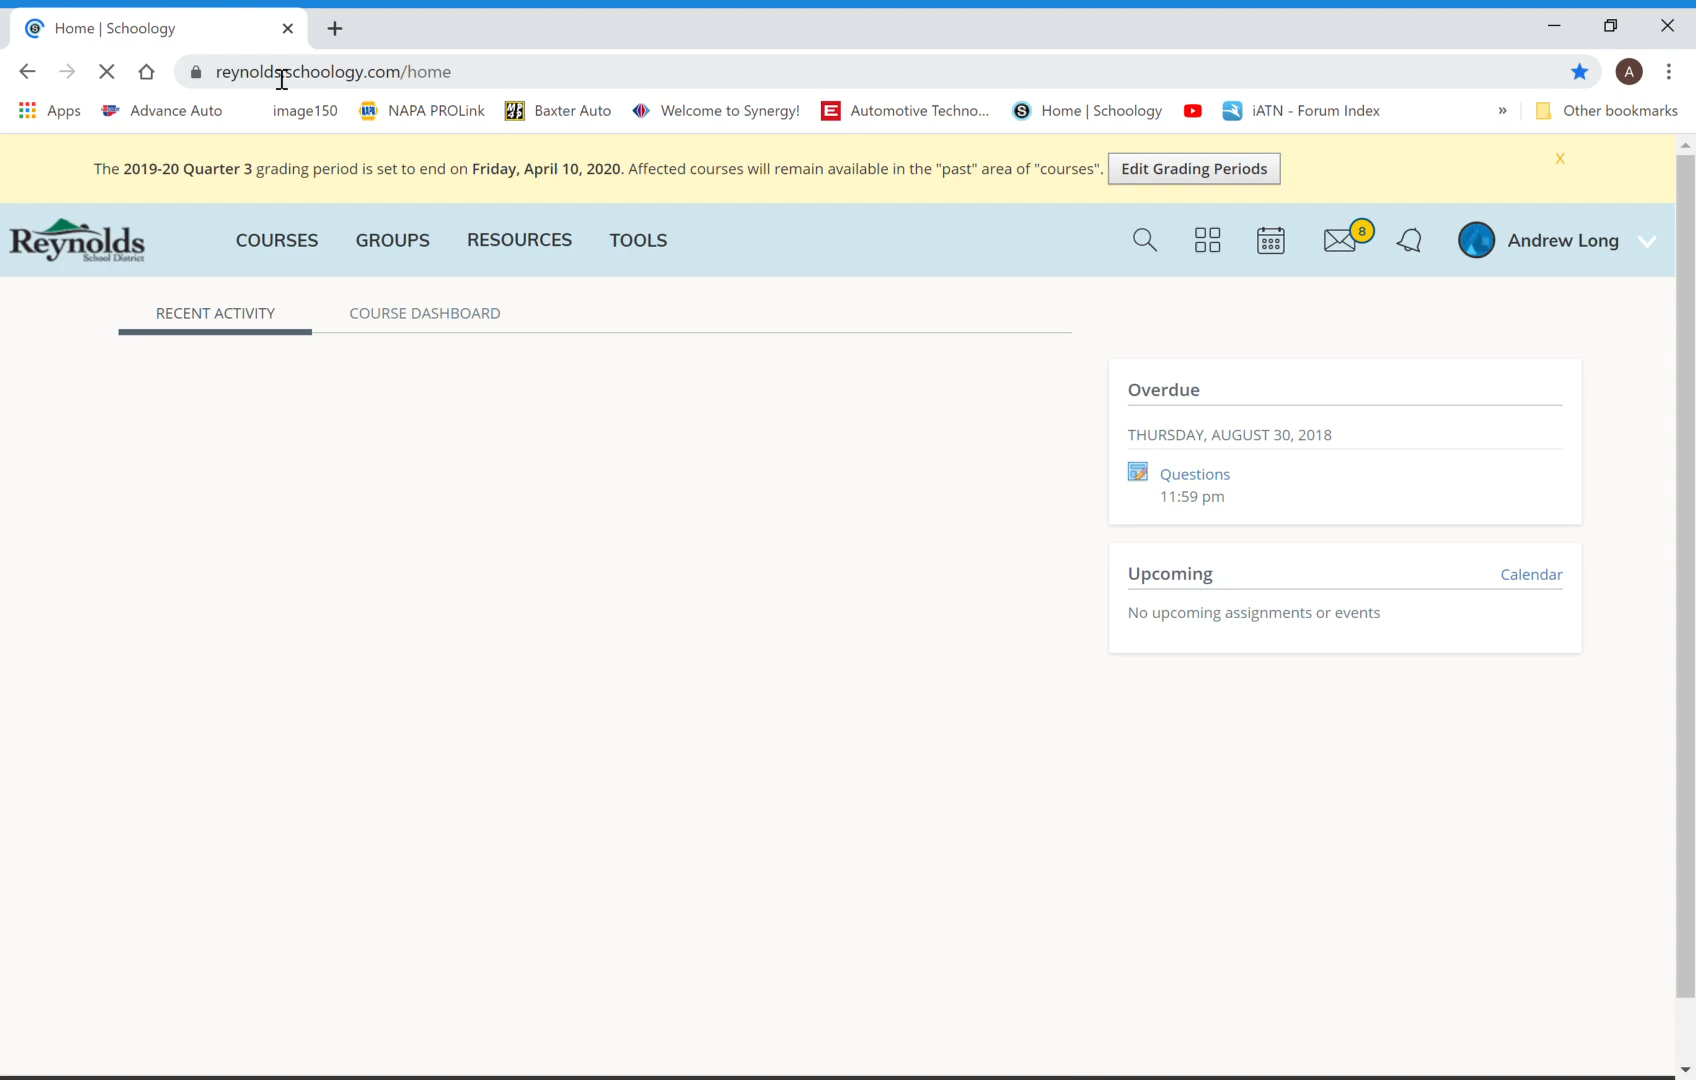 Home | Schoology
reynolds.schoology.com/home
A
Apps
Advance Auto
image150
NAPA PROLink
Baxter Auto
Welcome to Synergy!
Automotive Techno...
Home | Schoology
iATN - Forum Index
»
Other bookmarks
The 2019-20 Quarter 3 grading period is set to end on Friday, April 10, 2020. Affected courses will remain available in the "past" area of "courses".
Edit Grading Periods
x
Reynolds
School District
COURSES
GROUPS
RESOURCES
TOOLS
8
Andrew Long
RECENT ACTIVITY
COURSE DASHBOARD
Overdue
THURSDAY, AUGUST 30, 2018
Questions
11:59 pm
Upcoming
Calendar
No upcoming assignments or events